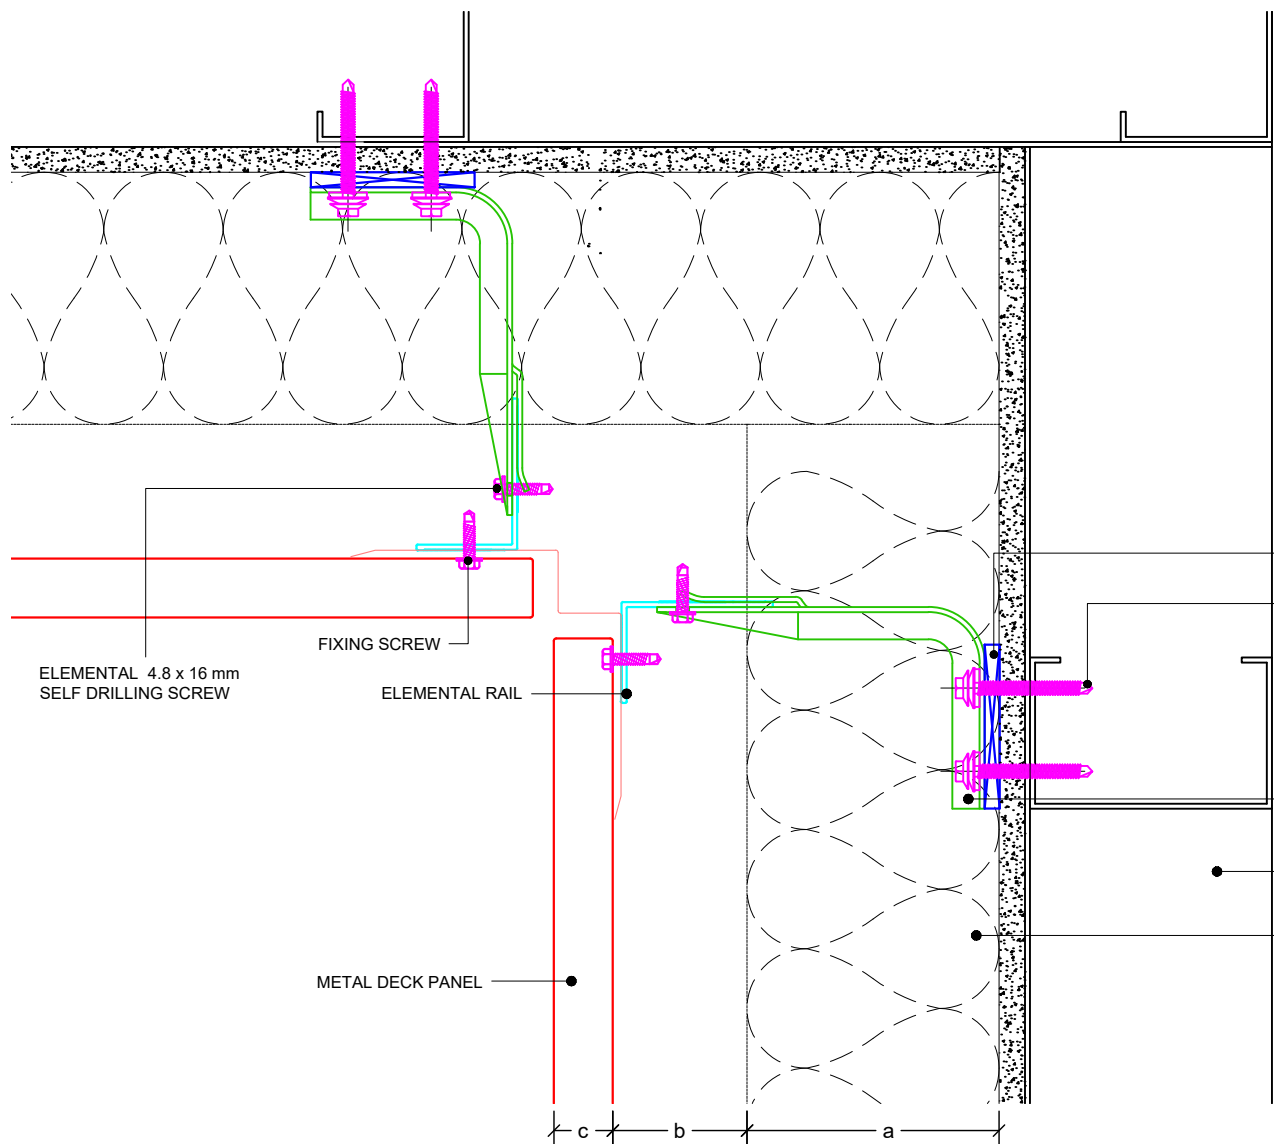 FIXING SCREW
ELEMENTAL 4.8 x 16 mm
SELF DRILLING SCREW
ELEMENTAL RAIL
METAL DECK PANEL
c b a